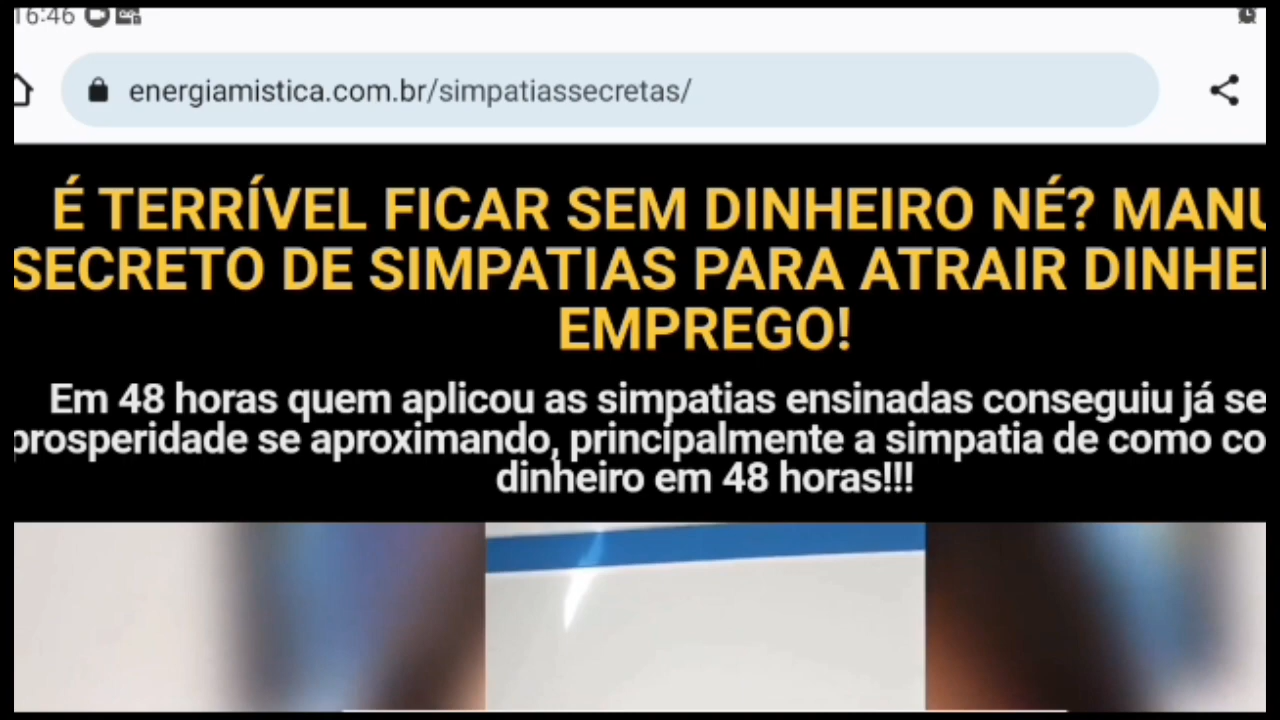 16:46
energiamistica.com.br/simpatiassecretas/
É TERRÍVEL FICAR SEM DINHEIRO NÉ?
SECRETO DE SIMPATIAS PARA ATRAIR
EMPREGO!
Em 48 horas quem aplicou as simpatias ensinadas conseguiu já
prosperidade se aproximando, principalmente a simpatia de como
dinheiro em 48 horas!!!